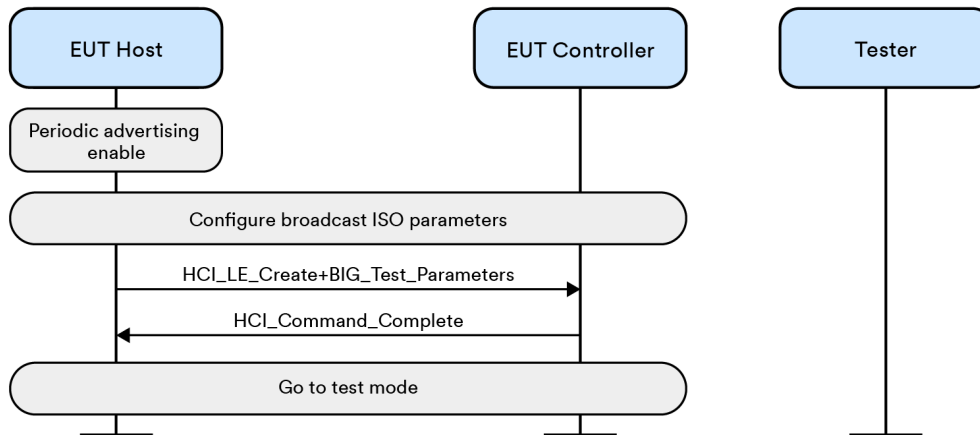 EUT Host
EUT Controller
Tester
Periodic advertising
enable
Configure broadcast ISO parameters
HCI_LE_Create+BIG_Test_Parameters
HCI_Command_Complete
Go to test mode